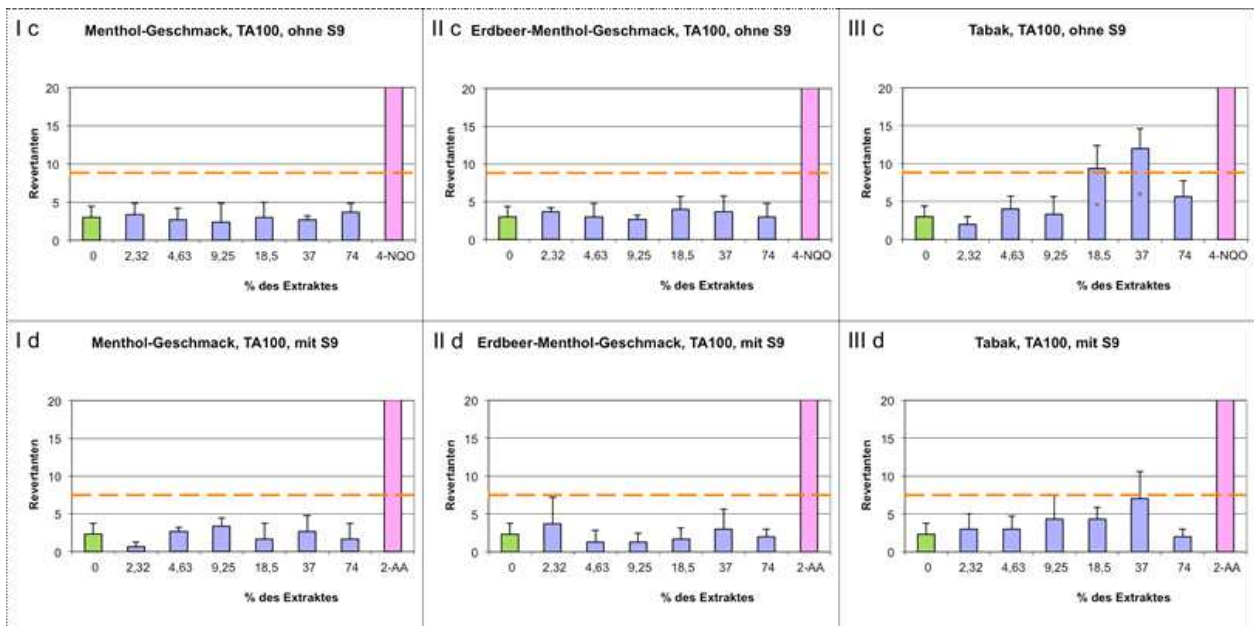 I c
Menthol-Geschmack, TA100, ohne S9
Revertanten
20
15
10
5
0
0 2,32 4,63 9,25 18,5 37 74 4-NQO
% des Extraktes
II c
Erdbeer-Menthol-Geschmack, TA100, ohne S9
Revertanten
20
15
10
5
0
0 2,32 4,63 9,25 18,5 37 74 4-NQO
% des Extraktes
III c
Tabak, TA100, ohne S9
Revertanten
20
15
10
5
0
* *
0 2,32 4,63 9,25 18,5 37 74 4-NQO
% des Extraktes
I d
Menthol-Geschmack, TA100, mit S9
Revertanten
20
15
10
5
0
0 2,32 4,63 9,25 18,5 37 74 2-AA
% des Extraktes
II d
Erdbeer-Menthol-Geschmack, TA100, mit S9
Revertanten
20
15
10
5
0
0 2,32 4,63 9,25 18,5 37 74 2-AA
% des Extraktes
III d
Tabak, TA100, mit S9
Revertanten
20
15
10
5
0
0 2,32 4,63 9,25 18,5 37 74 2-AA
% des Extraktes